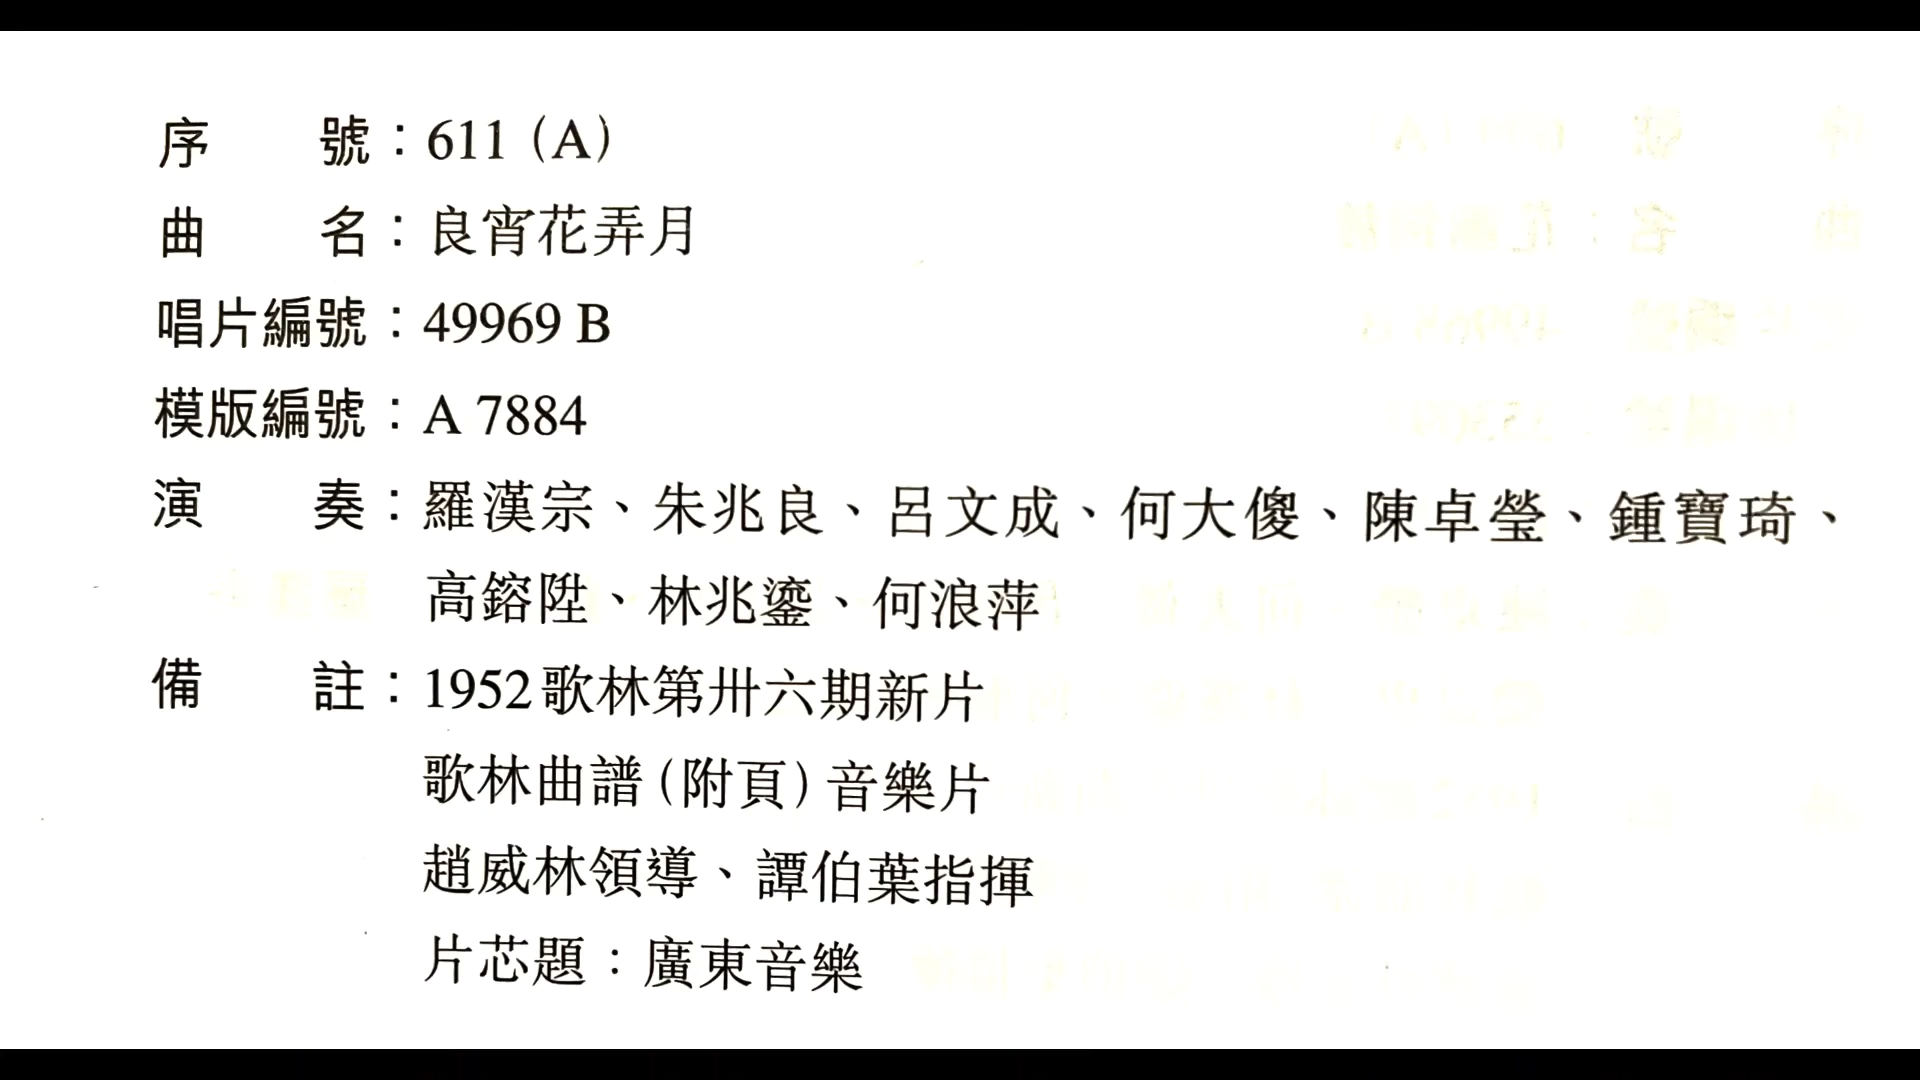 序　　號：611 (A)
曲　　名：良宵花弄月
唱片編號：49969 B
模版編號：A 7884
演　　奏：羅漢宗、朱兆良、呂文成、何大傻、陳卓瑩、鍾寶琦、
高鎔陞、林兆鎏、何浪萍
備　　註：1952歌林第卅六期新片
歌林曲譜(附頁)音樂片
趙威林領導、譚伯葉指揮
片芯題：廣東音樂